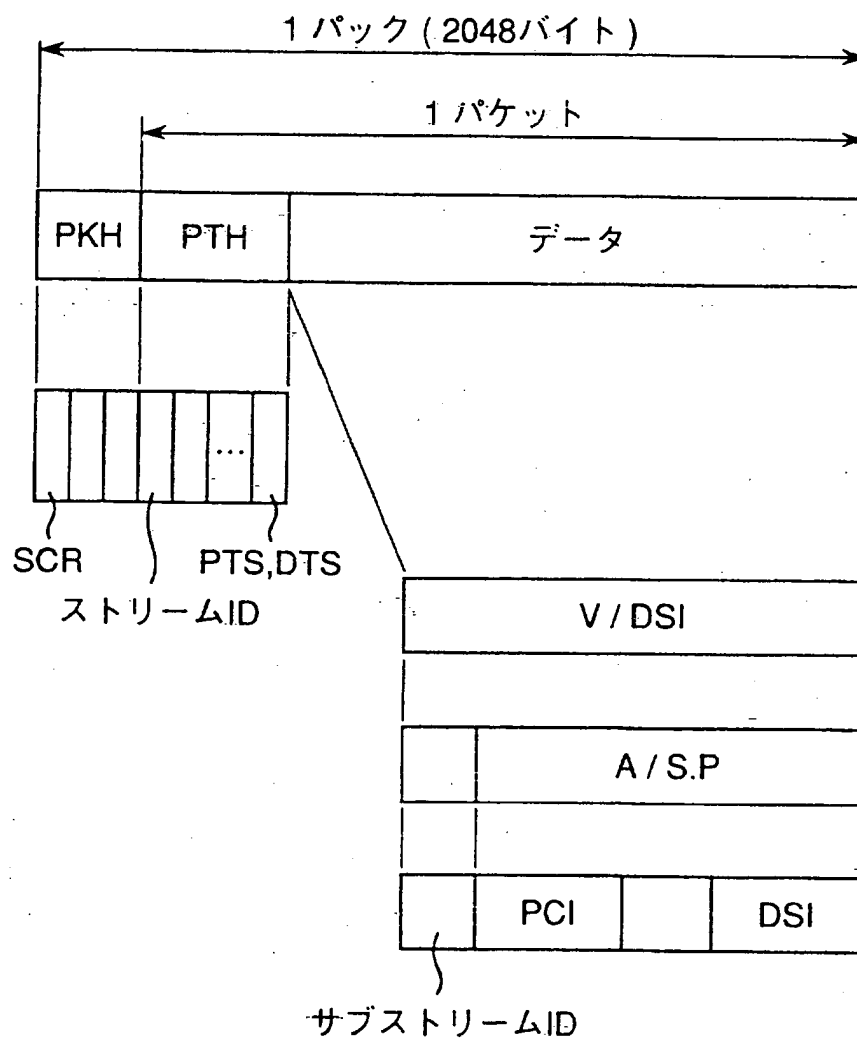 1 パック ( 2048バイト )
1 パケット
PKH
PTH
データ
...
SCR
PTS,DTS
ストリームID
V / DSI
A / S.P
PCI
DSI
サブストリームID